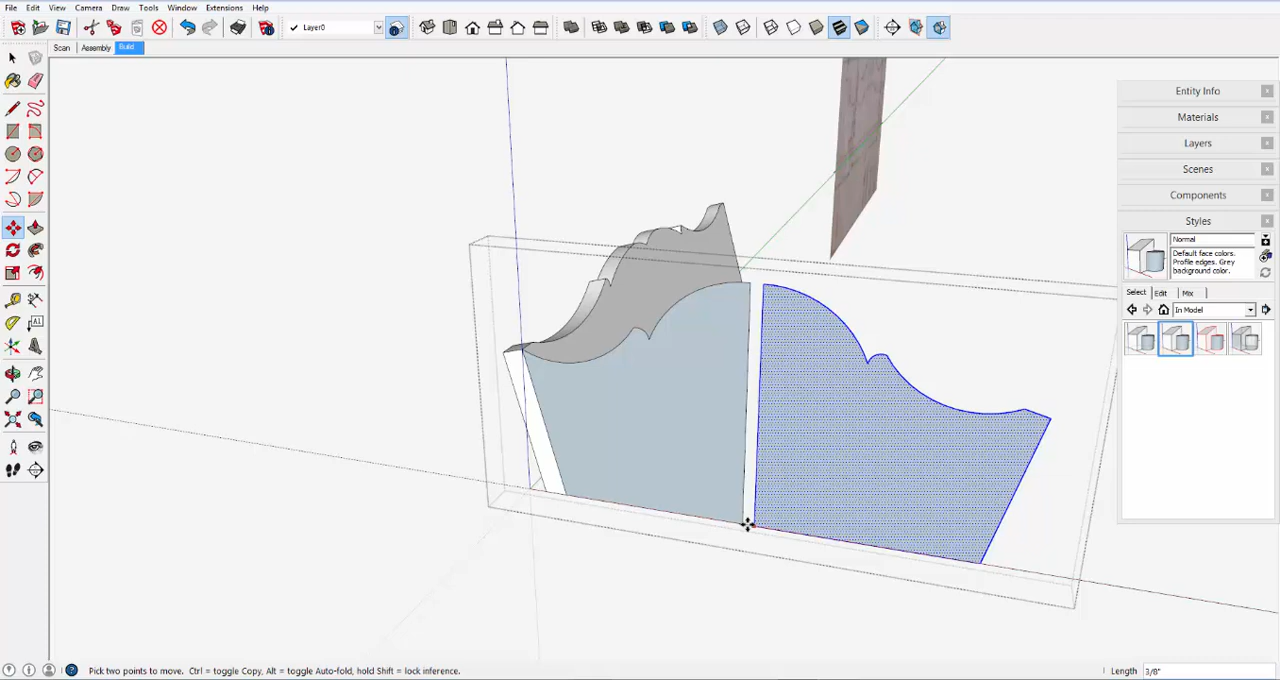 File Edit View Camera Draw Tools Window Extensions Help
Layer0
Scan Assembly Build
A1
Entity Info
Materials
Layers
Scenes
Components
Styles
Normal
Default face colors.
Profile edges. Grey
background color.
Select Edit Mix
In Model
Pick two points to move. Ctrl = toggle Copy, Alt = toggle Auto-fold, hold Shift = lock inference.
Length 3/8"